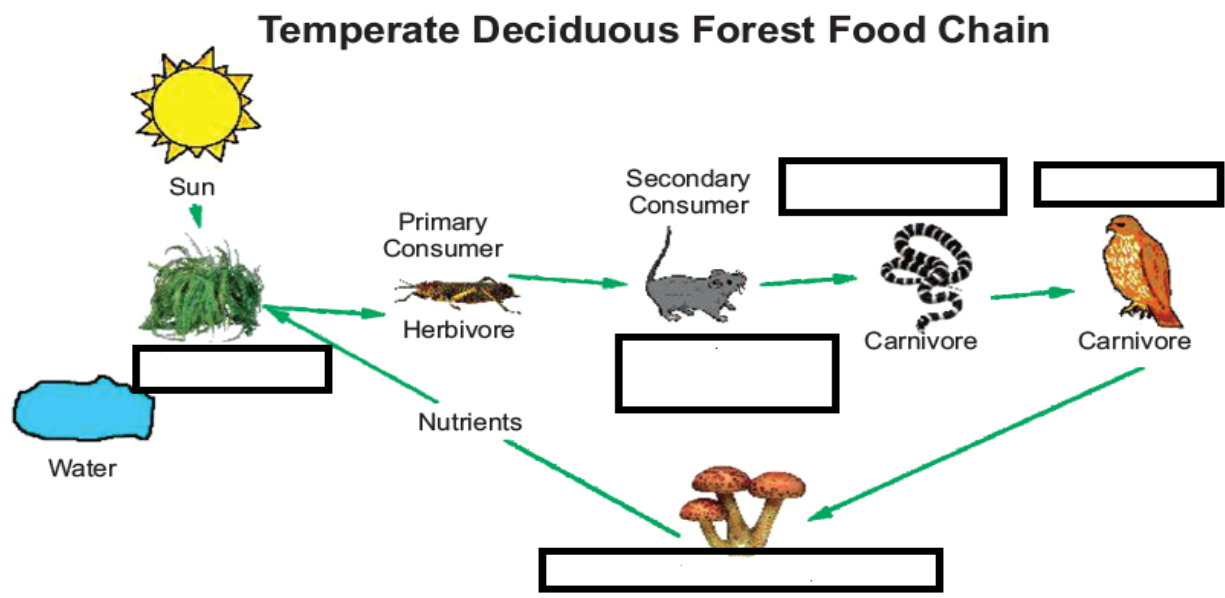 Temperate Deciduous Forest Food Chain
Sun
Primary
Consumer
Herbivore
Secondary
Consumer
Carnivore
Carnivore
Nutrients
Water